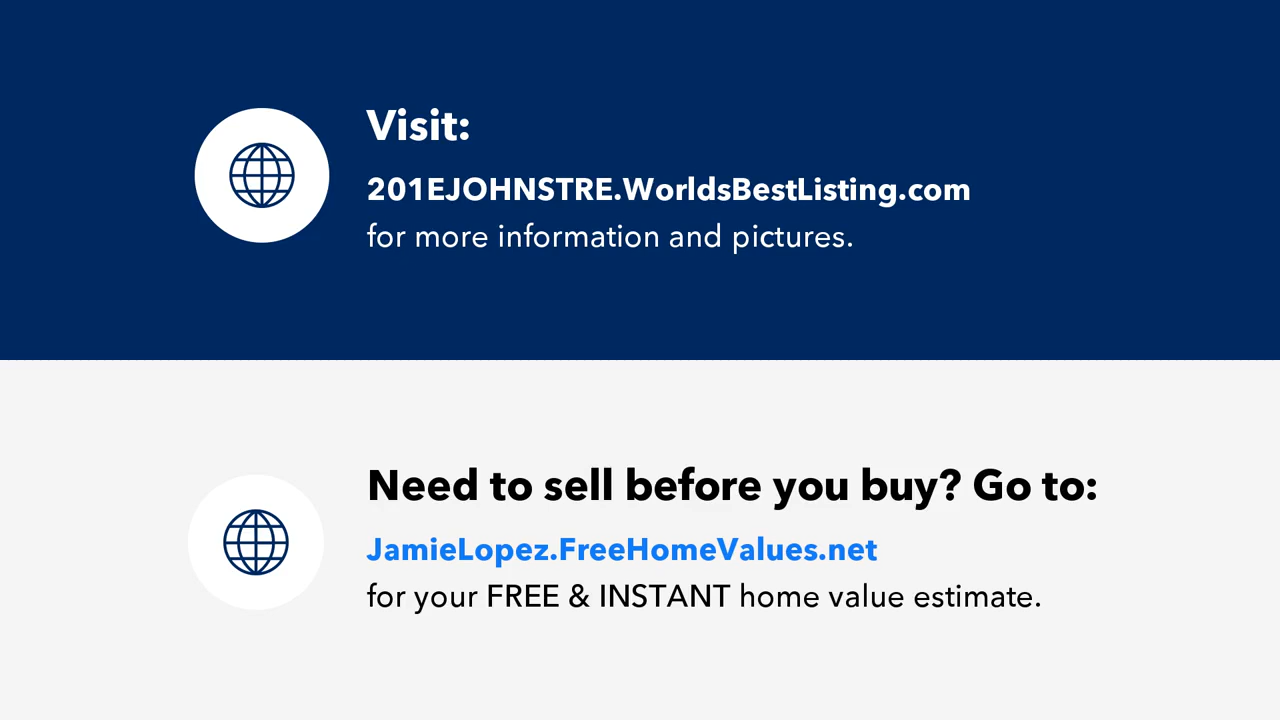 Visit:
201EJOHNSTRE.WorldsBestListing.com
for more information and pictures.
Need to sell before you buy? Go to:
JamieLopez.FreeHomeValues.net
for your FREE & INSTANT home value estimate.